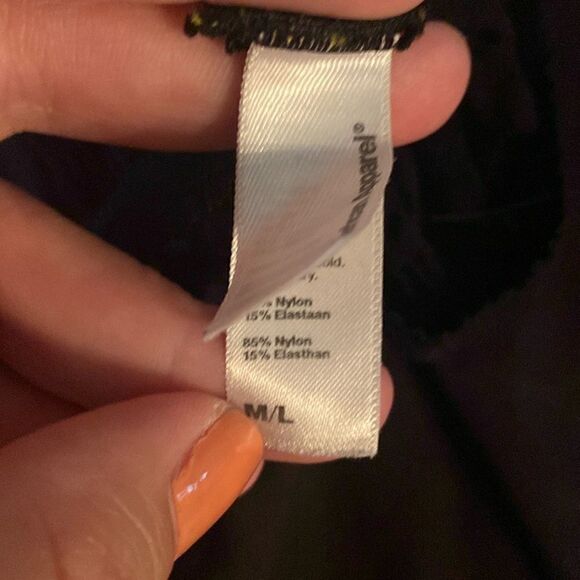 Apparel®
Nylon
15% Elastaan
85% Nylon
15% Elasthan
M/L